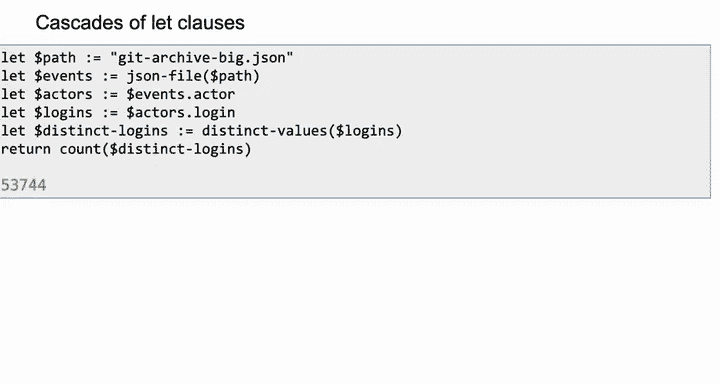 Cascades of let clauses
let $path := "git-archive-big.json"
let $events := json-file($path)
let $actors := $events.actor
let $logins := $actors.login
let $distinct-logins := distinct-values($logins)
return count($distinct-logins)
53744